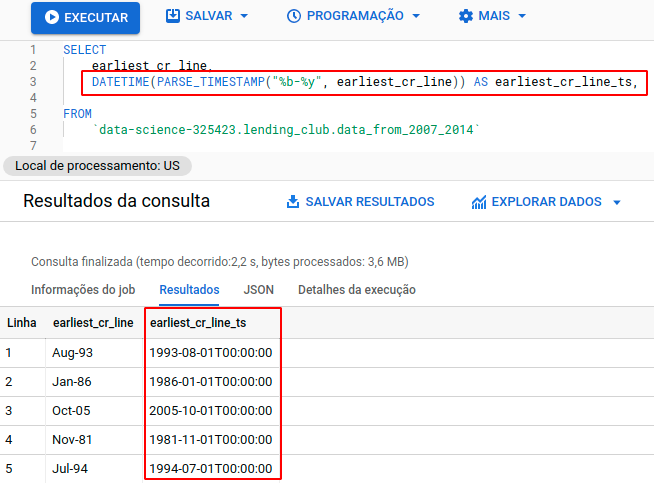 EXECUTAR SALVAR PROGRAMAÇÃO MAIS
1 SELECT
2 earliest_cr_line,
3 DATETIME(PARSE_TIMESTAMP("%b-%y", earliest_cr_line)) AS earliest_cr_line_ts,
4
5 FROM
6 `data-science-325423.lending_club.data_from_2007_2014`
7
Local de processamento: US
Resultados da consulta SALVAR RESULTADOS EXPLORAR DADOS
Consulta finalizada (tempo decorrido:2,2 s, bytes processados: 3,6 MB)
Informações do job Resultados JSON Detalhes da execução
Linha earliest_cr_line earliest_cr_line_ts
1 Aug-93 1993-08-01T00:00:00
2 Jan-86 1986-01-01T00:00:00
3 Oct-05 2005-10-01T00:00:00
4 Nov-81 1981-11-01T00:00:00
5 Jul-94 1994-07-01T00:00:00